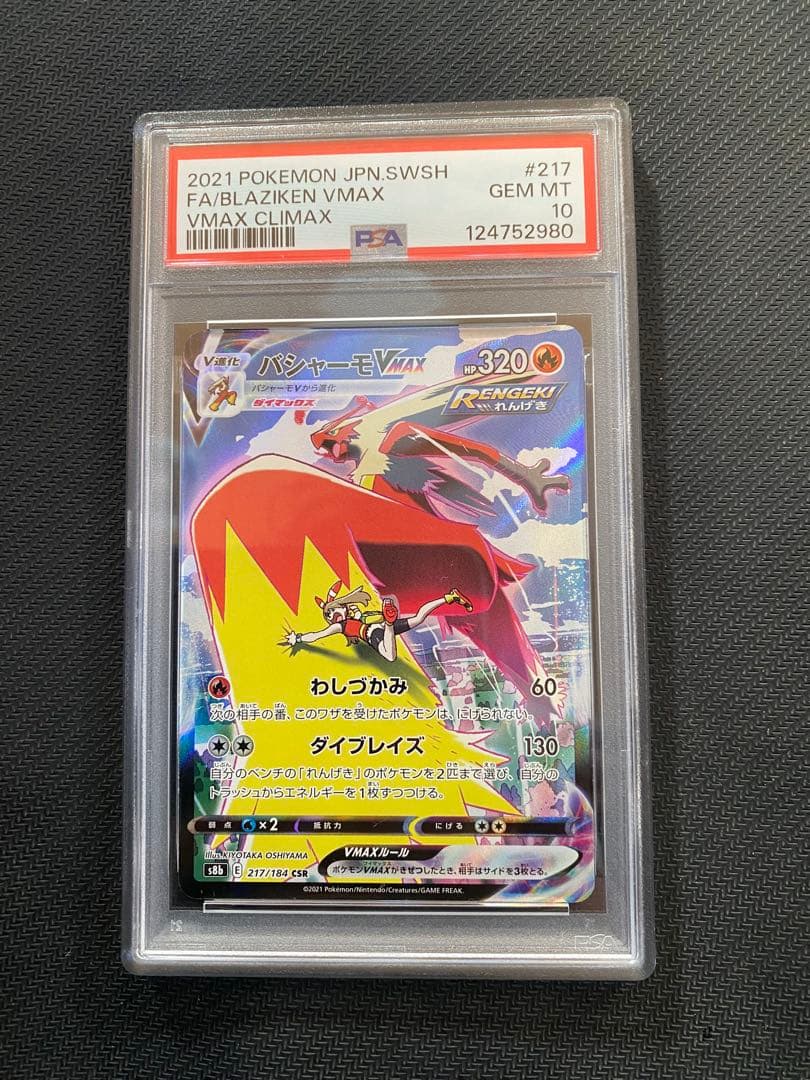 2021 POKEMON JPN.SWSH #217
FA/BLAZIKEN VMAX GEM MT
VMAX CLIMAX 10
PSA 124752980
V進化 バシャーモVMAX HP320
バシャーモVから進化
ダイマックス
RENGEKI
れんげき
わしづかみ 60
次の相手の番、このワザを受けたポケモンは、にげられない。
ダイブレイズ 130
自分のベンチの「れんげき」のポケモンを2匹まで選び、自分の
トラッシュからエネルギーを1枚ずつつける。
弱点 ×2 抵抗力 にげる
Illus.KIYOTAKA OSHIYAMA
VMAXルール
s8b E 217/184 CSR
ポケモンVMAXがきぜつしたとき、相手はサイドを3枚とる。
©2021 Pokémon/Nintendo/Creatures/GAME FREAK.
PSA